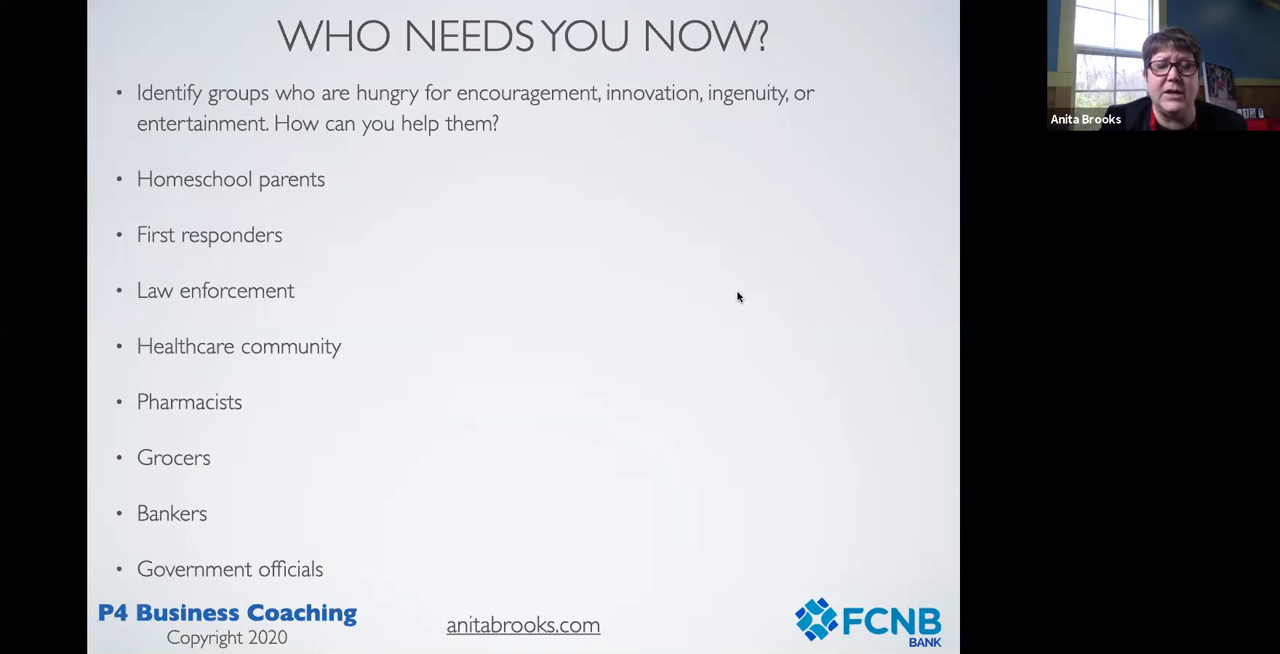 WHO NEEDS YOU NOW?
• Identify groups who are hungry for encouragement, innovation, ingenuity, or
entertainment. How can you help them?
• Homeschool parents
• First responders
• Law enforcement
• Healthcare community
• Pharmacists
• Grocers
• Bankers
• Government officials
P4 Business Coaching
Copyright 2020
anitabrooks.com
FCNB
BANK
Anita Brooks